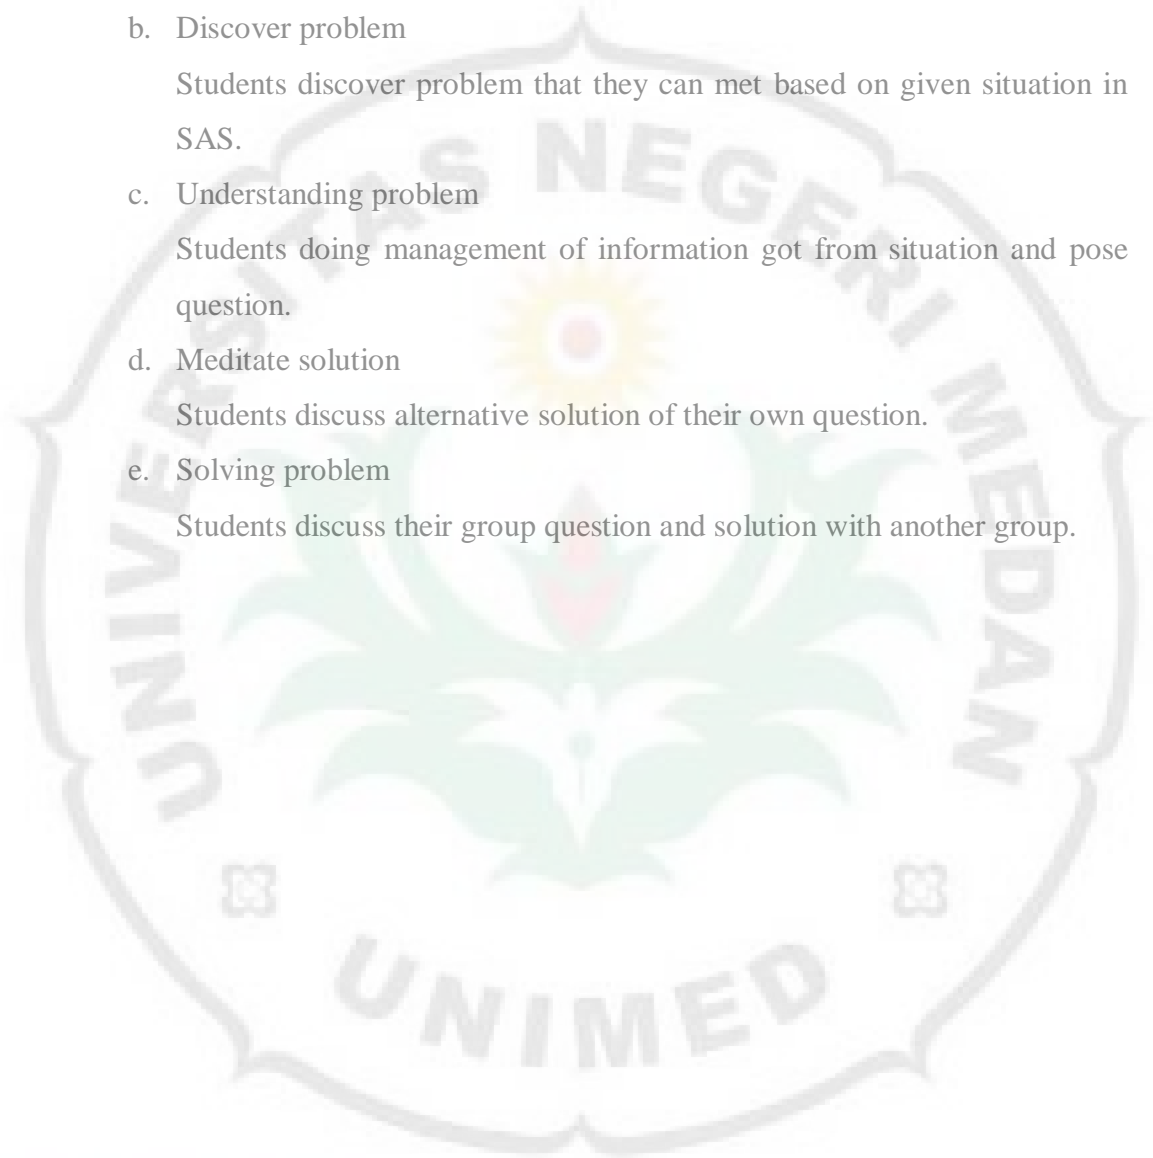 b. Discover problem
Students discover problem that they can met based on given situation in
SAS.
c. Understanding problem
Students doing management of information got from situation and pose
question.
d. Meditate solution
Students discuss alternative solution of their own question.
e. Solving problem
Students discuss their group question and solution with another group.
UNIVERSITAS NEGERI MEDAN
UNIMED